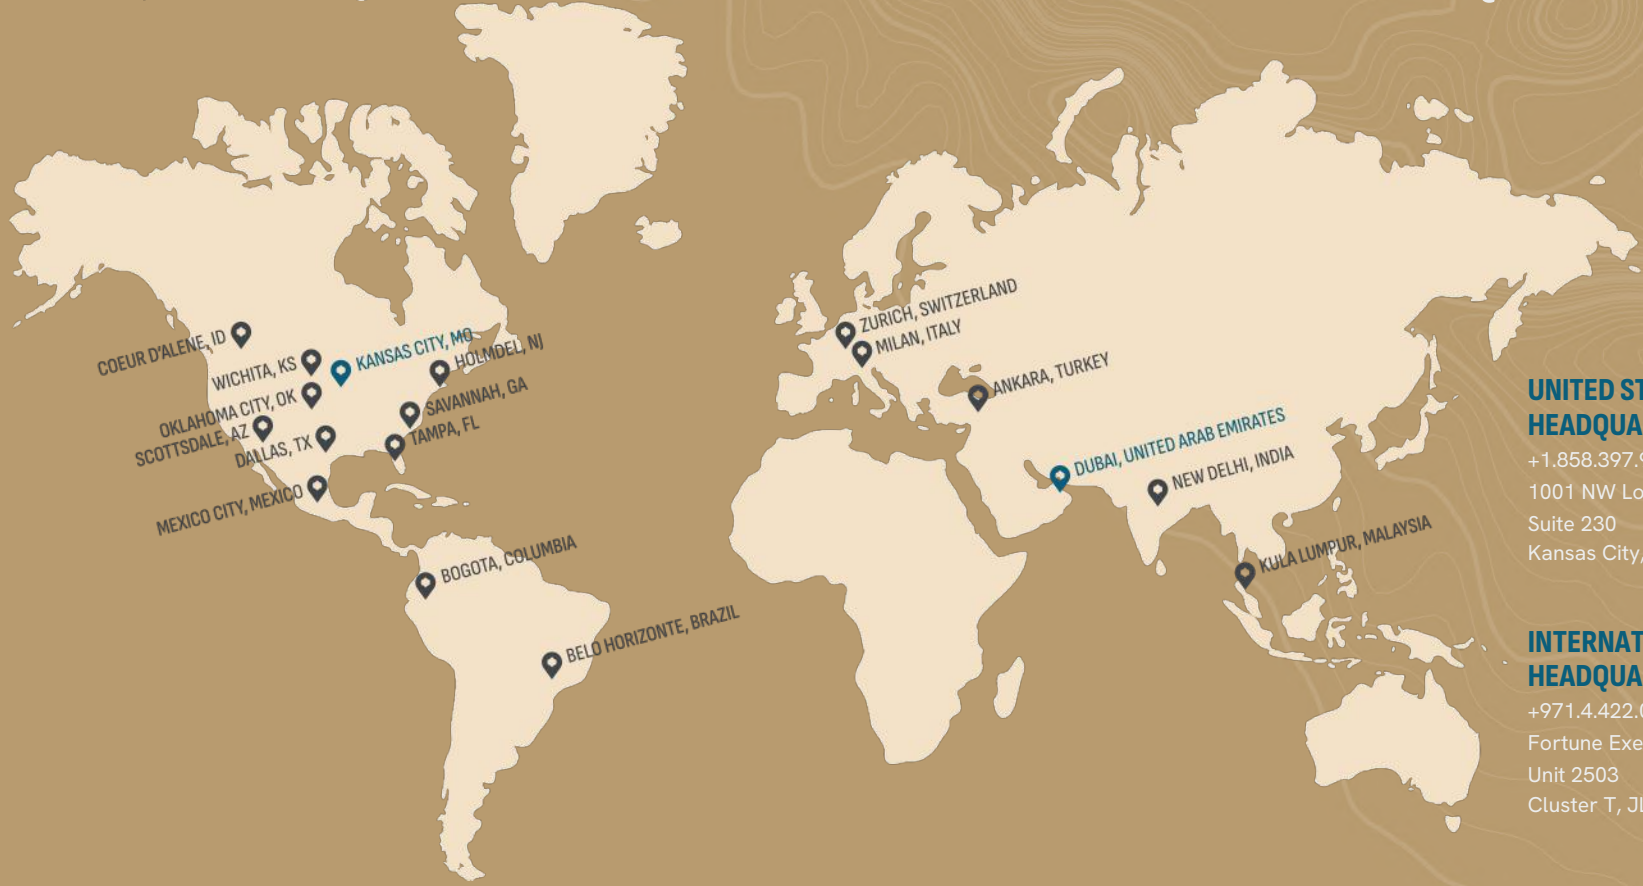 ZURICH, SWITZERLAND
MILAN, ITALY
COEUR D'ALENE, ID
KANSAS CITY, MO
HOLMDEL, NJ
WICHITA, KS
ANKARA, TURKEY
OKLAHOMA CITY, OK
SAVANNAH, GA
SCOTTSDALE, AZ
TAMPA, FL
DALLAS, TX
DUBAI, UNITED ARAB EMIRATES
NEW DELHI, INDIA
MEXICO CITY, MEXICO
KULA LUMPUR, MALAYSIA
BOGOTA, COLUMBIA
BELO HORIZONTE, BRAZIL
UNITED ST
HEADQUA
+1.858.397.9
1001 NW Lo
Suite 230
Kansas City,
INTERNAT
HEADQUA
+971.4.422.0
Fortune Exe
Unit 2503
Cluster T, JL